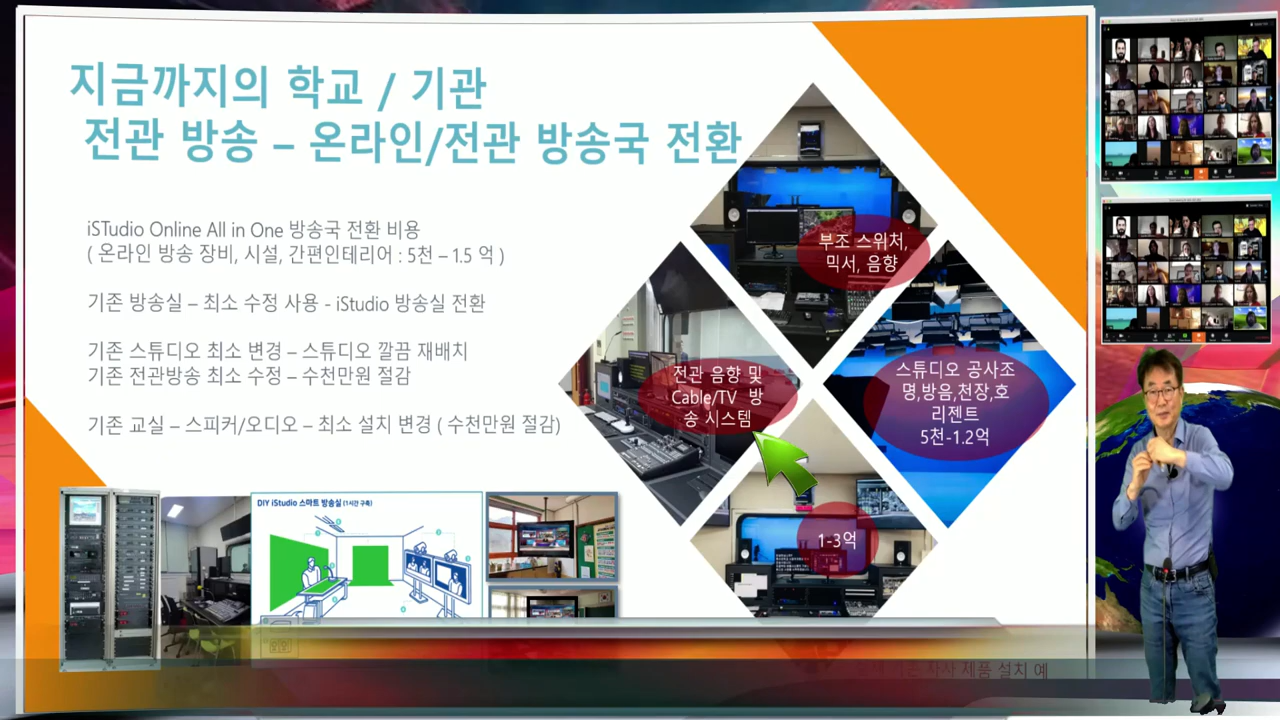 지금까지의 학교 / 기관
전관 방송 – 온라인/전관 방송국 전환
iSTudio Online All in One 방송국 전환 비용
( 온라인 방송 장비, 시설, 간편인테리어 : 5천 – 1.5 억 )
기존 방송실 – 최소 수정 사용 - iStudio 방송실 전환
기존 스튜디오 최소 변경 – 스튜디오 깔끔 재배치
기존 전관방송 최소 수정 – 수천만원 절감
기존 교실 – 스피커/오디오 – 최소 설치 변경 ( 수천만원 절감)
부조 스위처,
믹서, 음향
전관 음향 및
Cable/TV 방
송 시스템
스튜디오 공사조
명,방음,천장,호
리젠트
5천-1.2억
1-3억
DIY iStudio 스마트 방송실 (1시간 구축)
자사 제품 설치 예